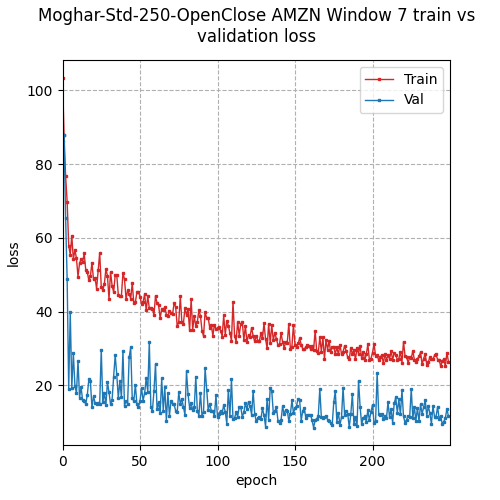 Moghar-Std-250-OpenClose AMZN Window 7 train vs
validation loss
Train
Val
100
80
60
40
20
loss
0
50
100
150
200
epoch